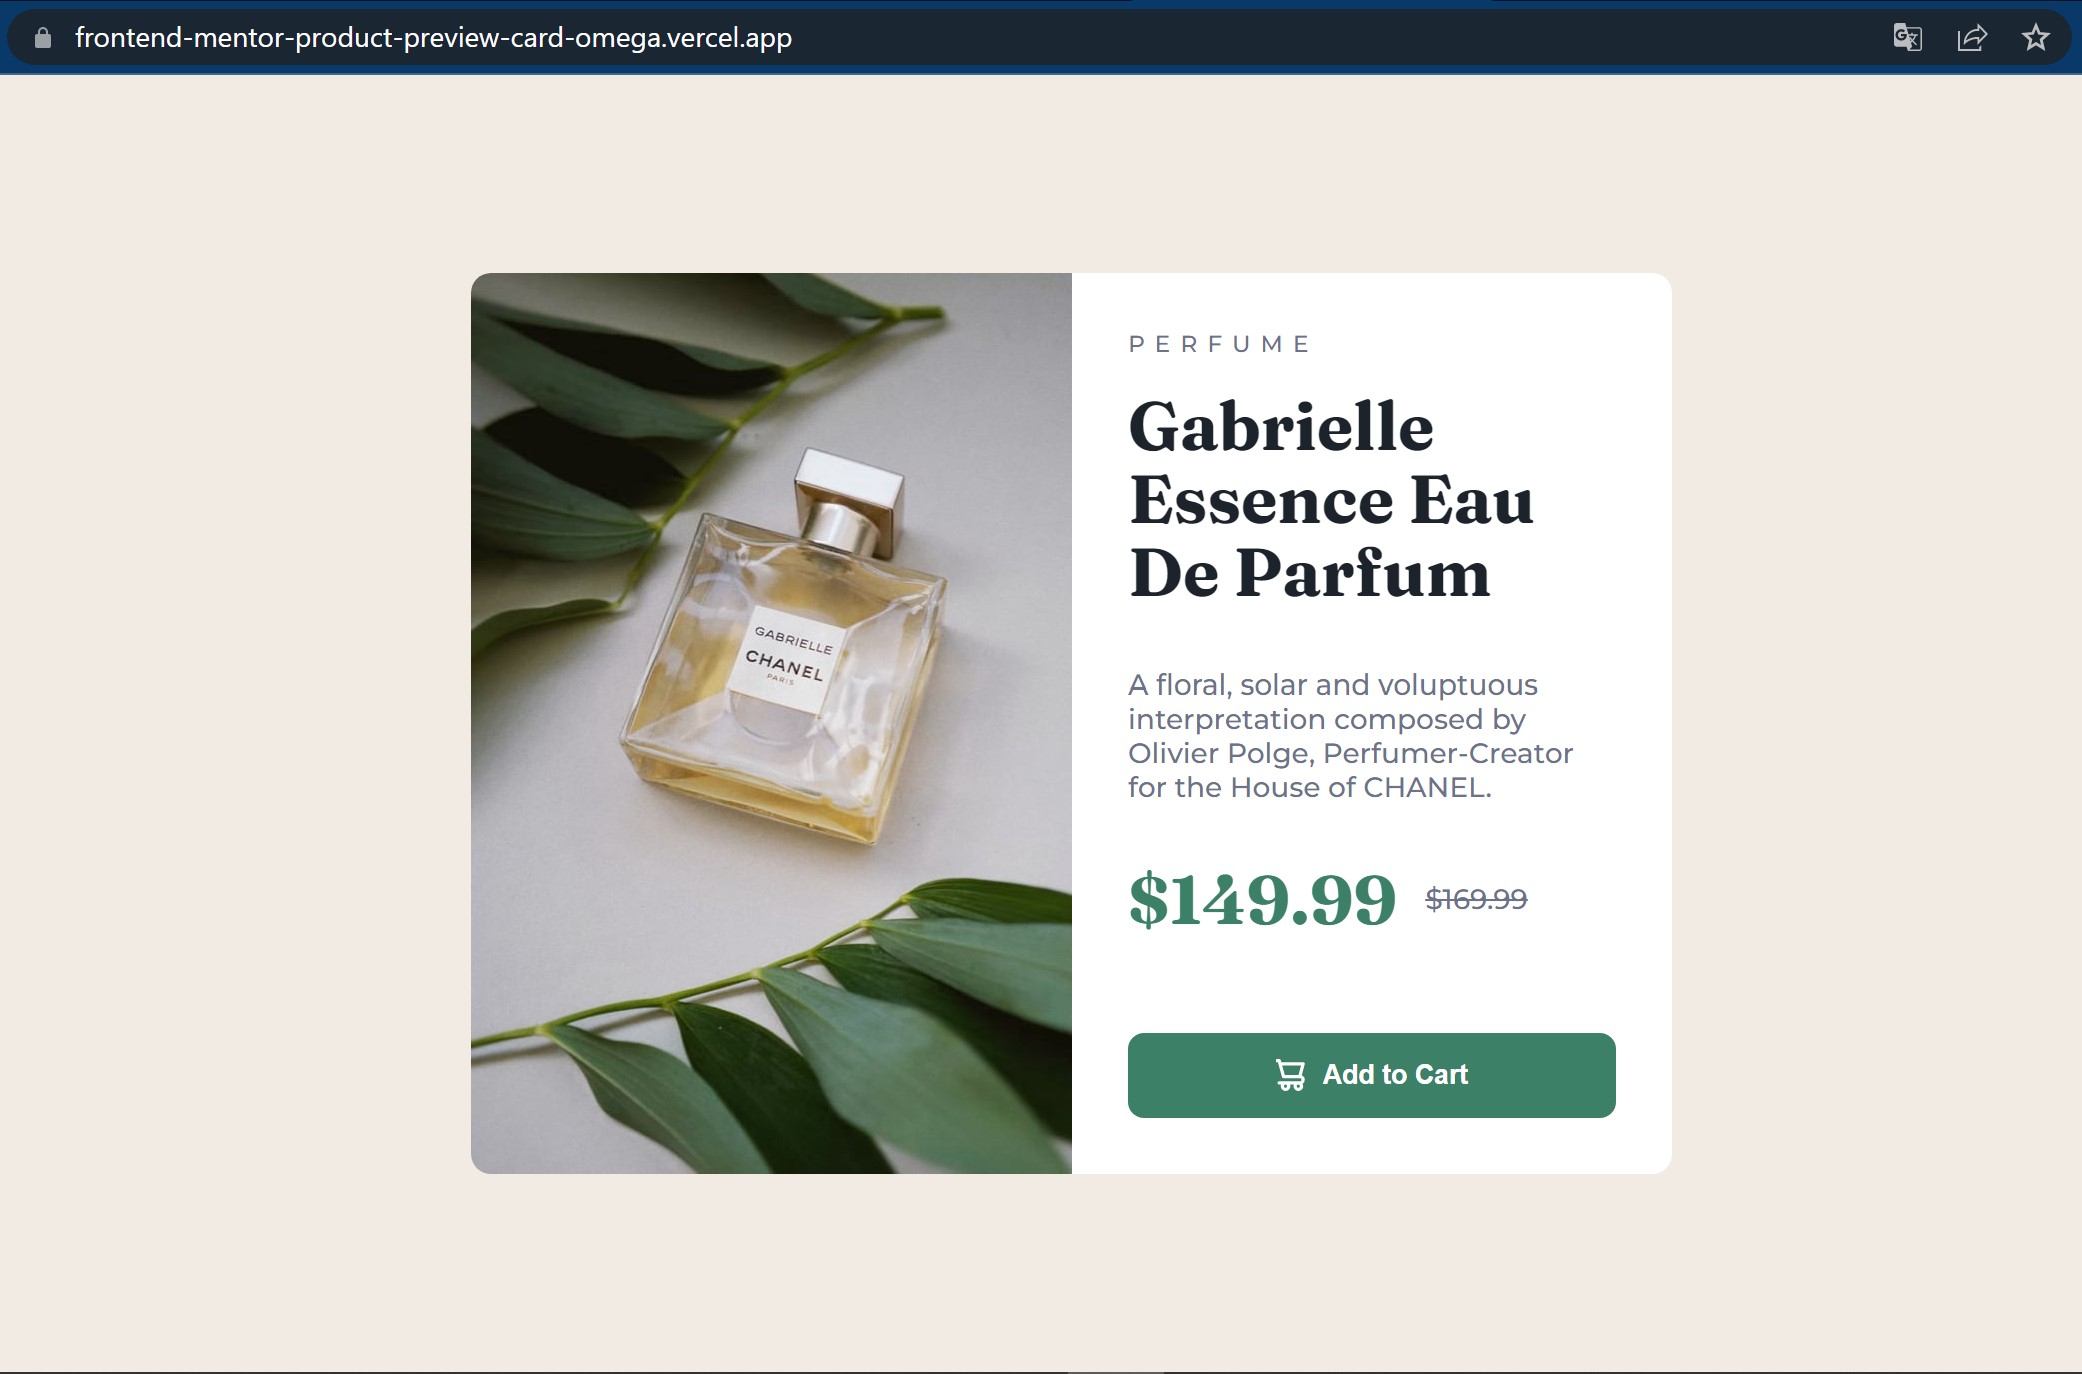 frontend-mentor-product-preview-card-omega.vercel.app
PERFUME
Gabrielle
Essence Eau
De Parfum
GABRIELLE
CHANEL
PARIS
A floral, solar and voluptuous
interpretation composed by
Olivier Polge, Perfumer-Creator
for the House of CHANEL.
$149.99 $169.99
Add to Cart